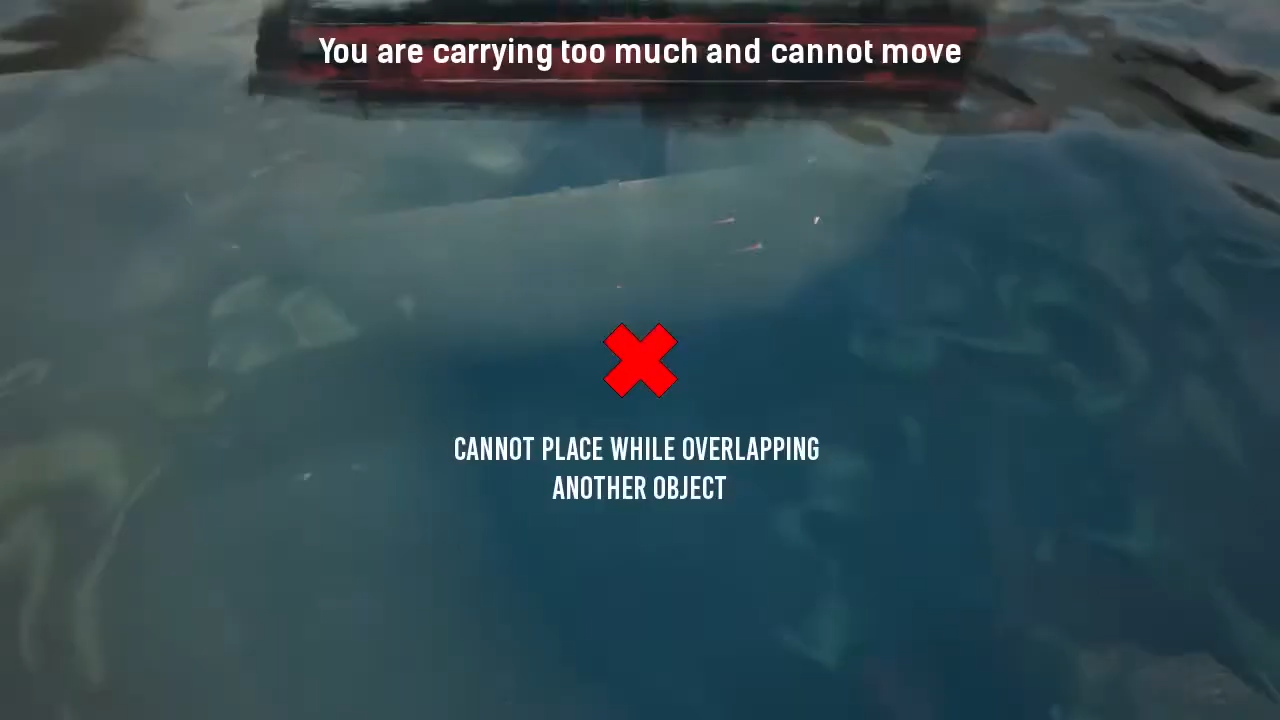 You are carrying too much and cannot move
CANNOT PLACE WHILE OVERLAPPING
ANOTHER OBJECT